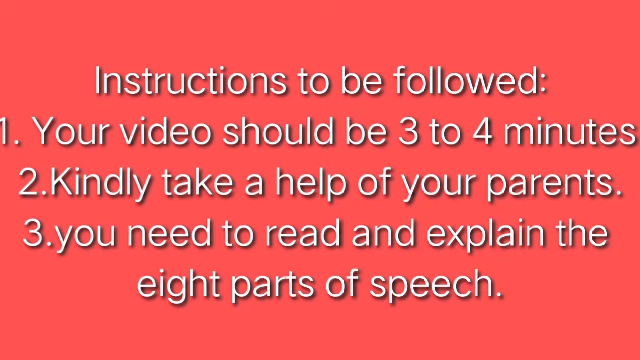 Instructions to be followed:
1. Your video should be 3 to 4 minutes
2.Kindly take a help of your parents.
3.you need to read and explain the
eight parts of speech.